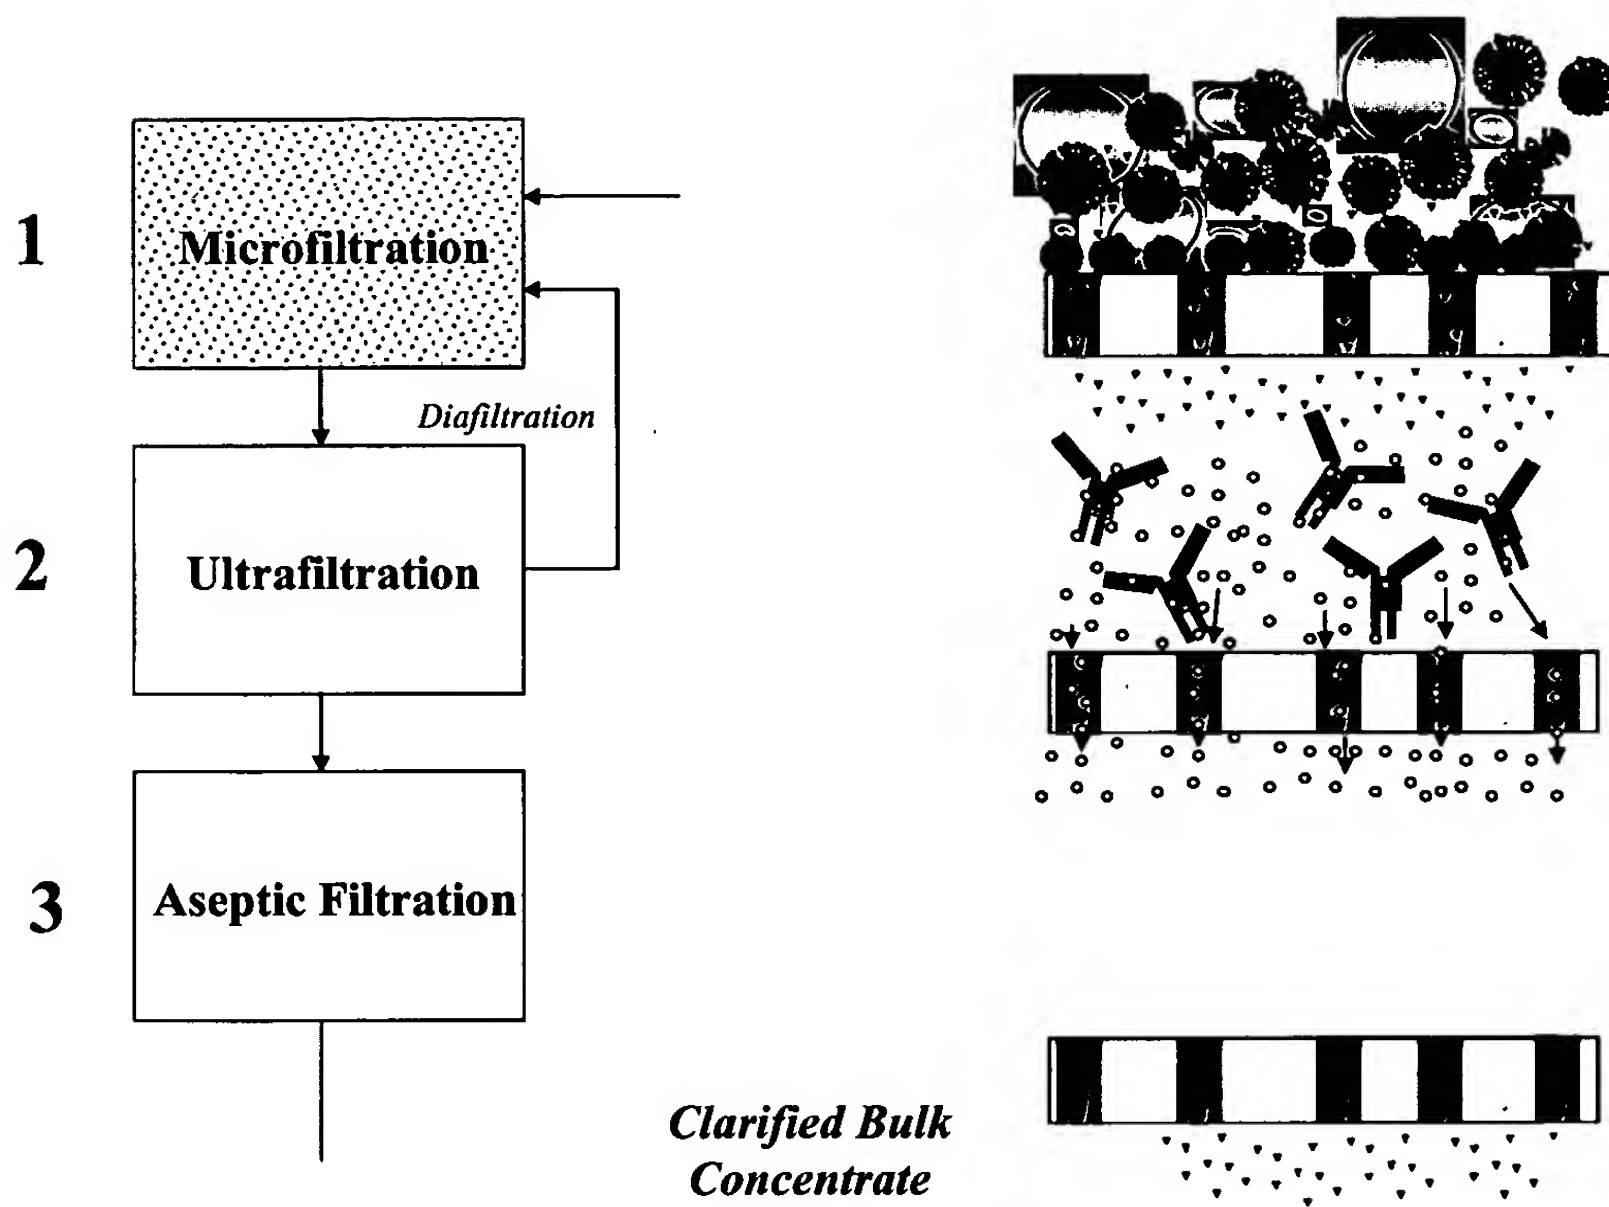 1
Microfiltration
Diafiltration
2
Ultrafiltration
3
Aseptic Filtration
Clarified Bulk
Concentrate